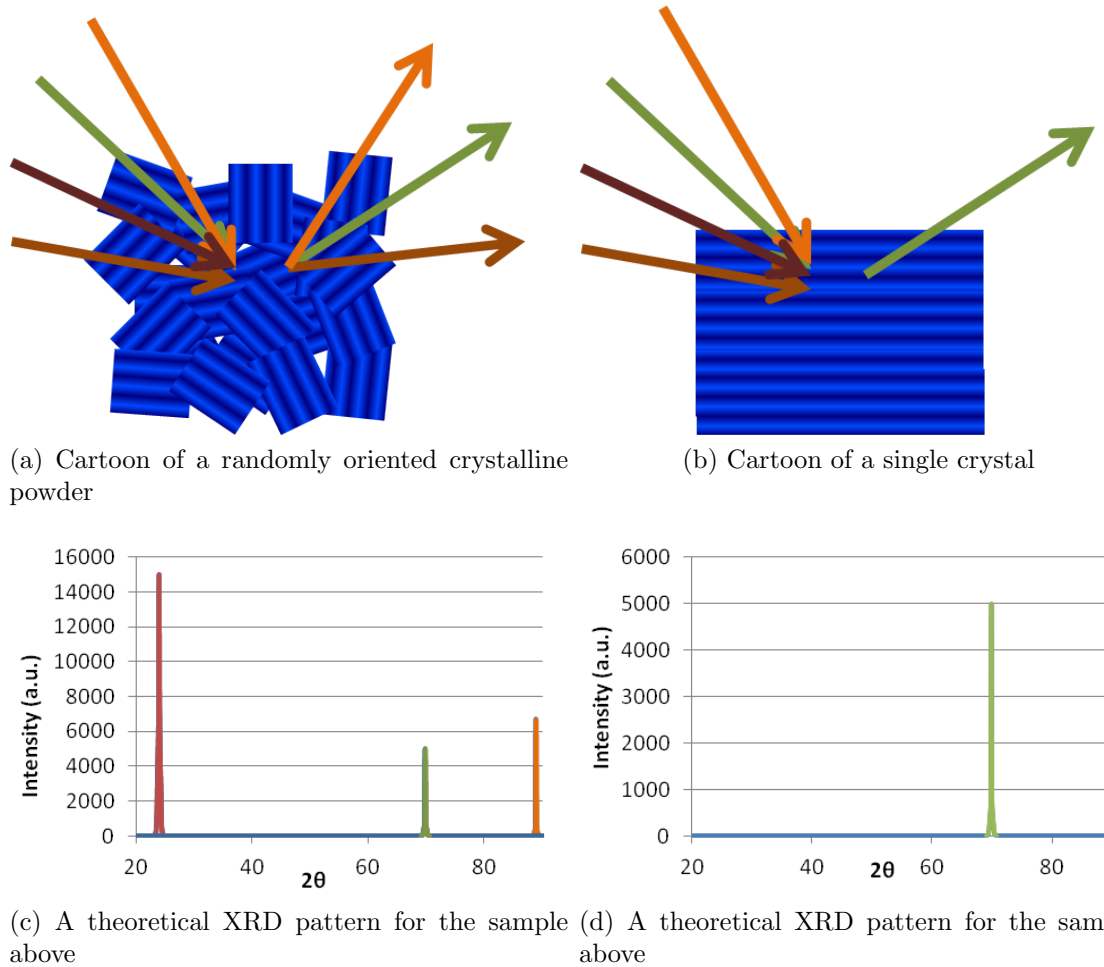 (a) Cartoon of a randomly oriented crystalline
powder
(b) Cartoon of a single crystal
16000
14000
12000
10000
8000
6000
4000
2000
0
Intensity (a.u.)
20
40
60
80
2θ
6000
5000
4000
3000
2000
1000
0
Intensity (a.u.)
20
40
60
80
2θ
(c) A theoretical XRD pattern for the sample
above
(d) A theoretical XRD pattern for the sam
above